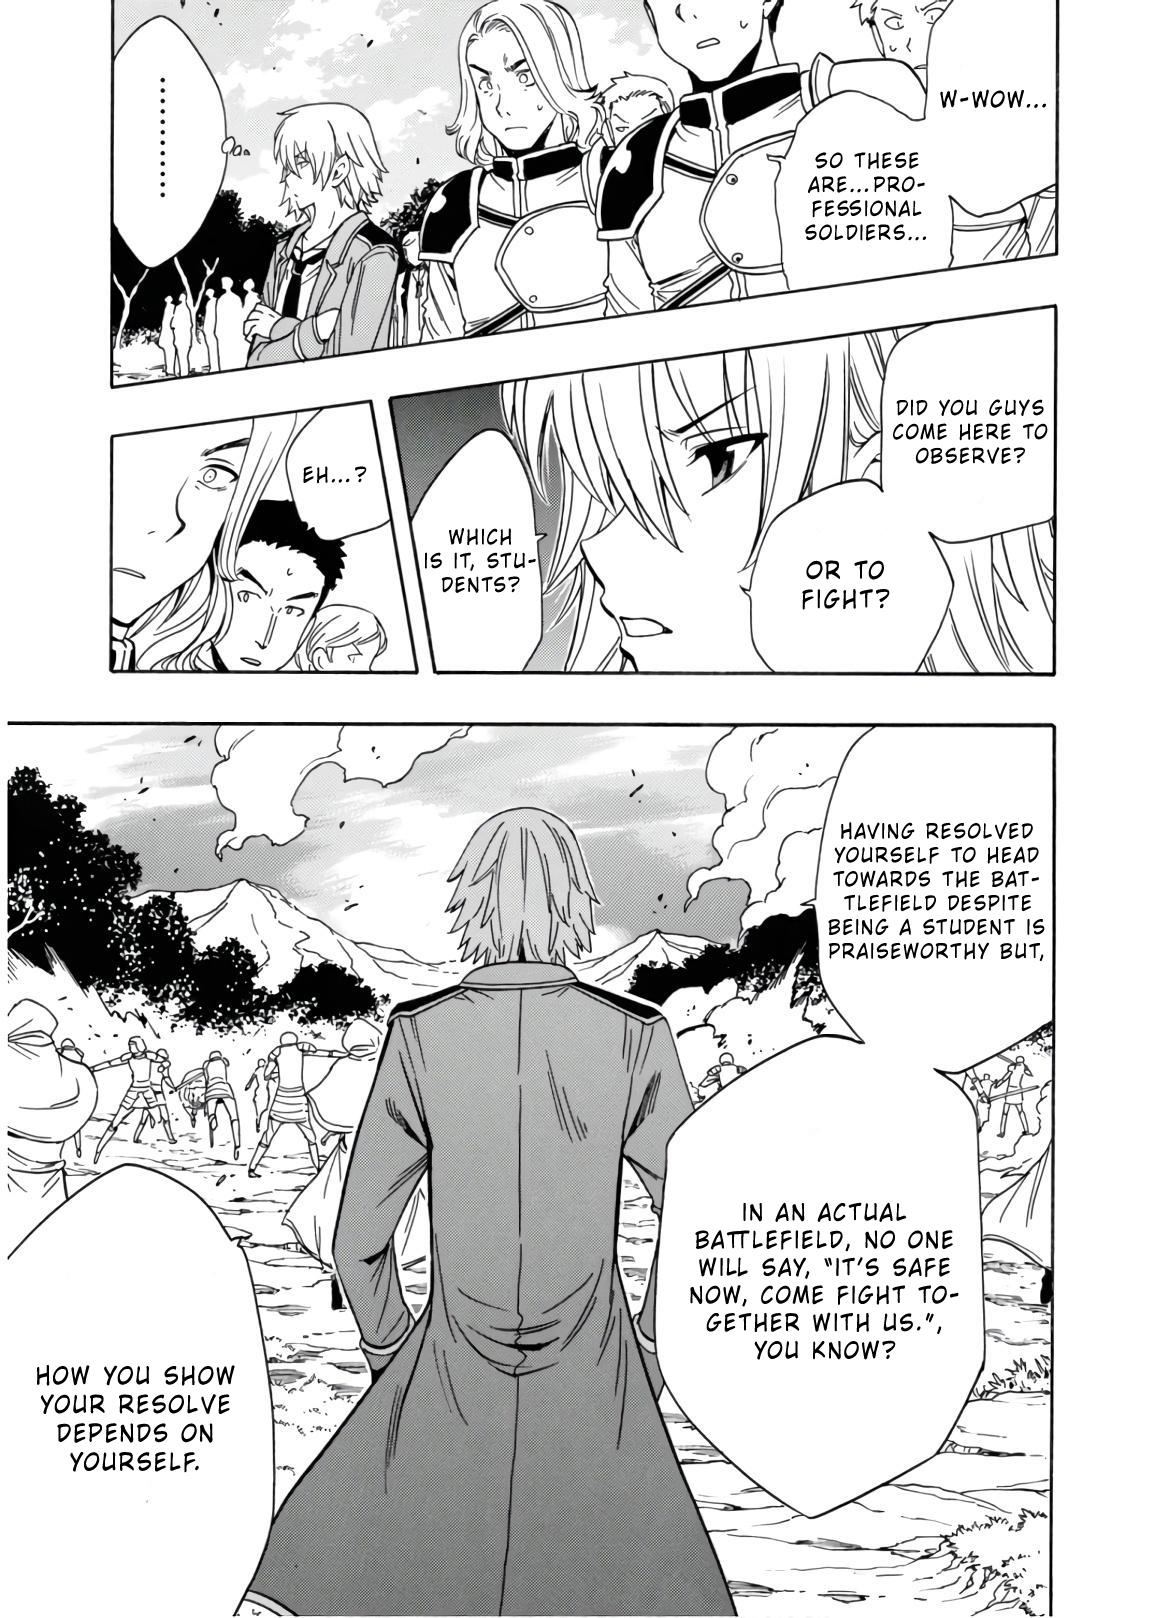 W-WOW...
SO THESE
ARE...PRO-
FESSIONAL
SOLDIERS...
..........
DID YOU GUYS
COME HERE TO
OBSERVE?
OR TO
FIGHT?
WHICH
IS IT, STU-
DENTS?
EH...?
HAVING RESOLVED
YOURSELF TO HEAD
TOWARDS THE BAT-
TLEFIELD DESPITE
BEING A STUDENT IS
PRAISEWORTHY BUT,
IN AN ACTUAL
BATTLEFIELD, NO ONE
WILL SAY, "IT'S SAFE
NOW, COME FIGHT TO-
GETHER WITH US.",
YOU KNOW?
HOW YOU SHOW
YOUR RESOLVE
DEPENDS ON
YOURSELF.